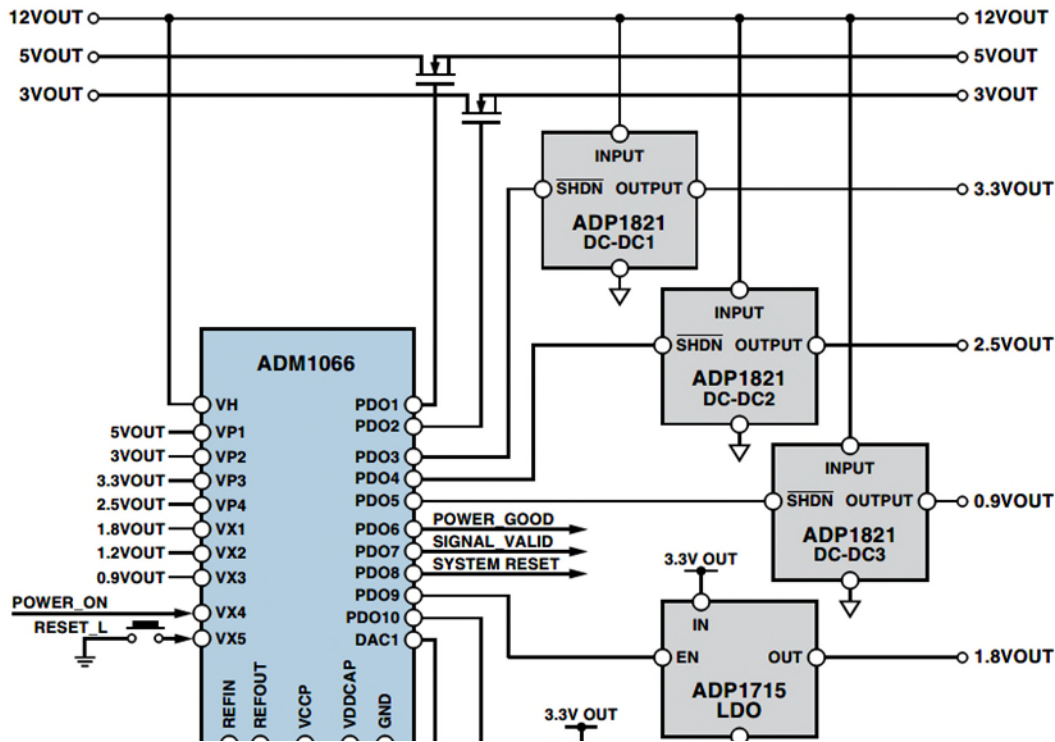 12VOUT
12VOUT
5VOUT
5VOUT
3VOUT
3VOUT
INPUT
SHDN OUTPUT
3.3VOUT
ADP1821
DC-DC1
INPUT
SHDN OUTPUT
2.5VOUT
ADP1821
DC-DC2
INPUT
SHDN OUTPUT
0.9VOUT
ADP1821
DC-DC3
ADM1066
VH
PDO1
5VOUT
VP1
PDO2
3VOUT
VP2
PDO3
3.3VOUT
VP3
PDO4
2.5VOUT
VP4
PDO5
1.8VOUT
VX1
PDO6
POWER_GOOD
1.2VOUT
VX2
PDO7
SIGNAL_VALID
0.9VOUT
VX3
PDO8
SYSTEM RESET
PDO9
POWER_ON
VX4
PDO10
RESET_L
VX5
DAC1
REFIN
REFOUT
VCCP
VDDCAP
GND
3.3V OUT
IN
EN
OUT
1.8VOUT
ADP1715
LDO
3.3V OUT